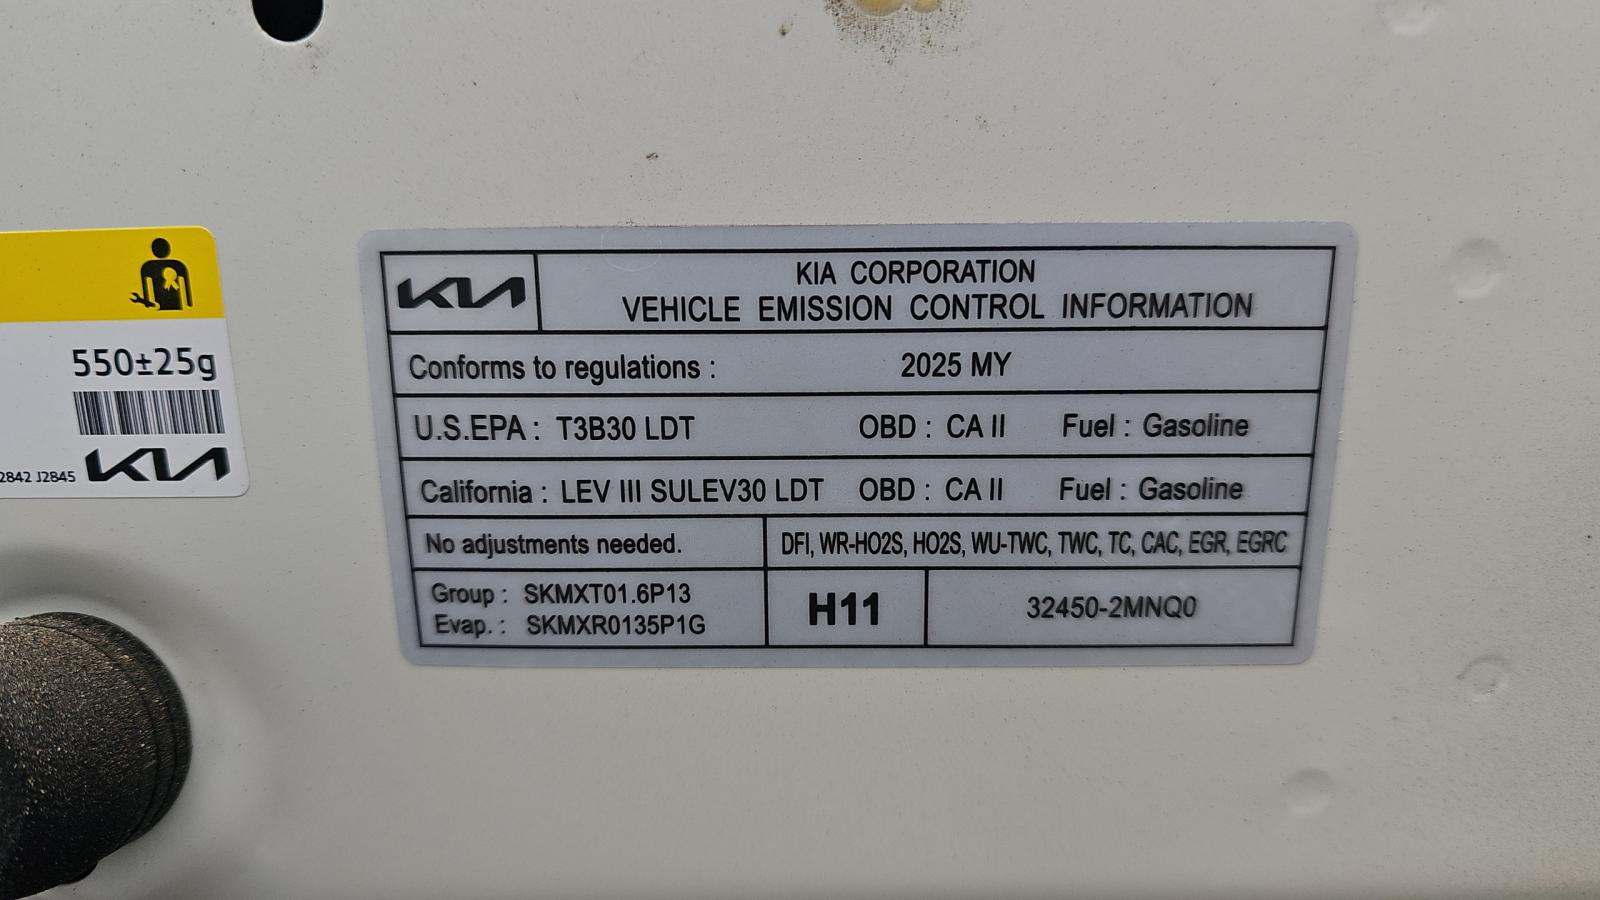 550±25g
2842 J2845
KIA
KIA
KIA CORPORATION
VEHICLE EMISSION CONTROL INFORMATION
Conforms to regulations : 2025 MY
U.S.EPA : T3B30 LDT OBD : CA II Fuel : Gasoline
California : LEV III SULEV30 LDT OBD : CA II Fuel : Gasoline
No adjustments needed. DFI, WR-HO2S, HO2S, WU-TWC, TWC, TC, CAC, EGR, EGRC
Group : SKMXT01.6P13
Evap. : SKMXR0135P1G
H11
32450-2MNQ0